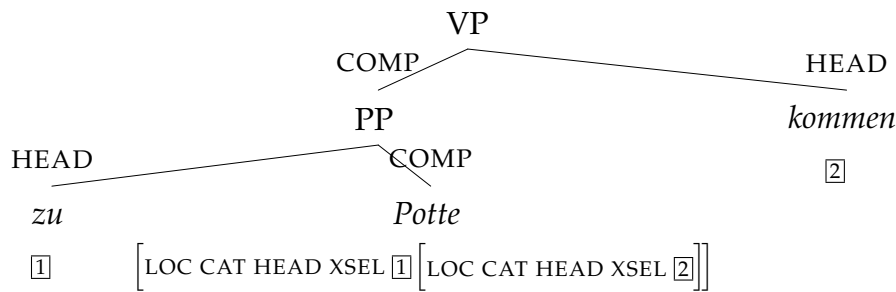 VP
COMP HEAD
PP kommen
HEAD COMP 2
zu Potte
1 [LOC CAT HEAD XSEL 1 [LOC CAT HEAD XSEL 2]]